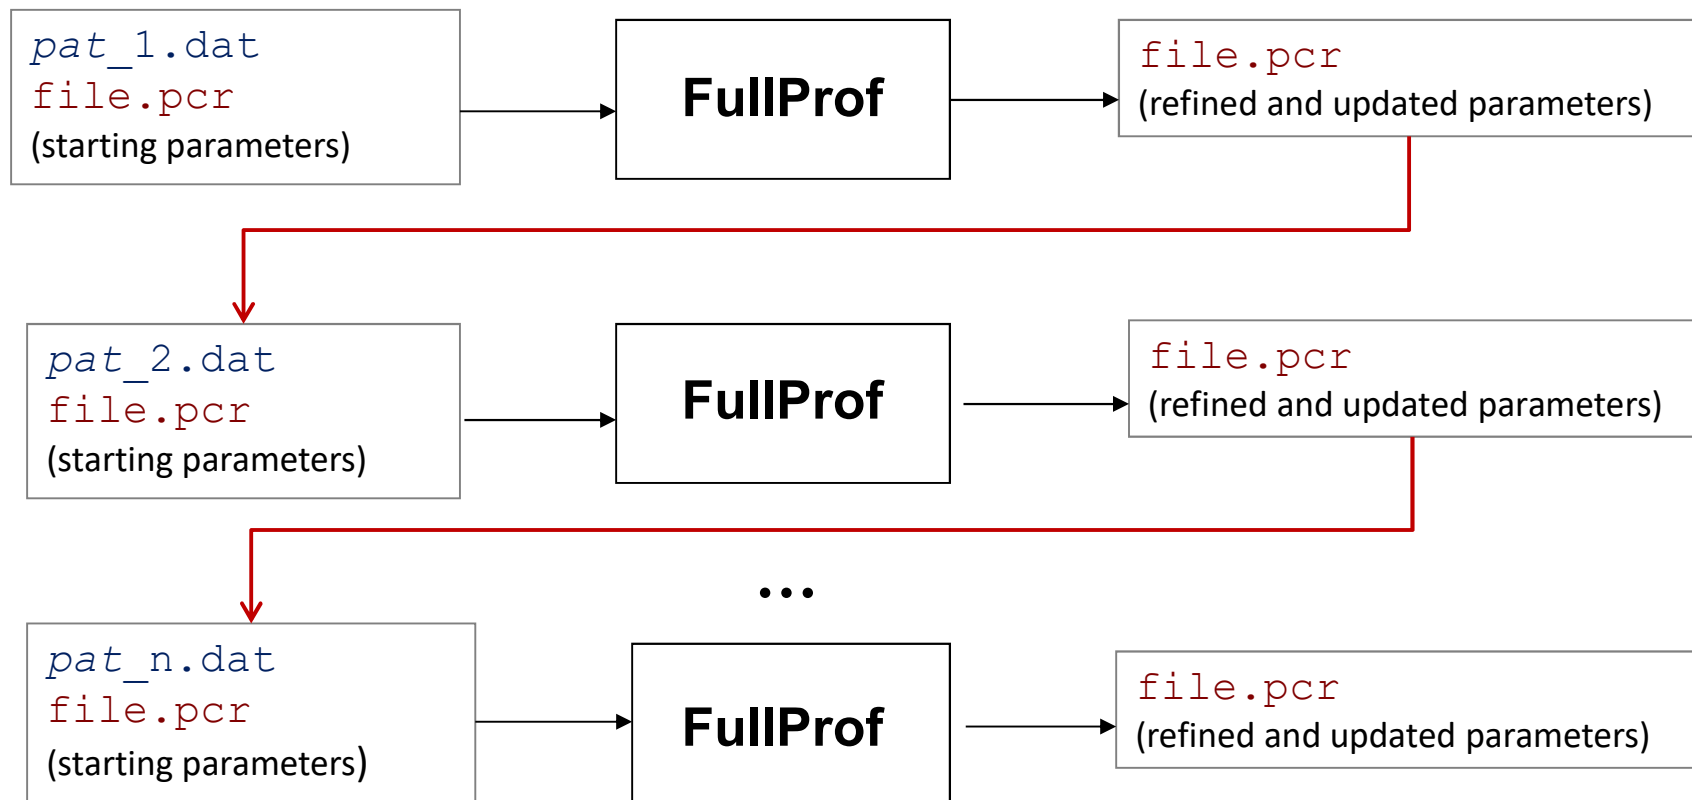 pat_1.dat
file.pcr
(starting parameters)
FullProf
file.pcr
(refined and updated parameters)
pat_2.dat
file.pcr
(starting parameters)
FullProf
file.pcr
(refined and updated parameters)
...
pat_n.dat
file.pcr
(starting parameters)
FullProf
file.pcr
(refined and updated parameters)